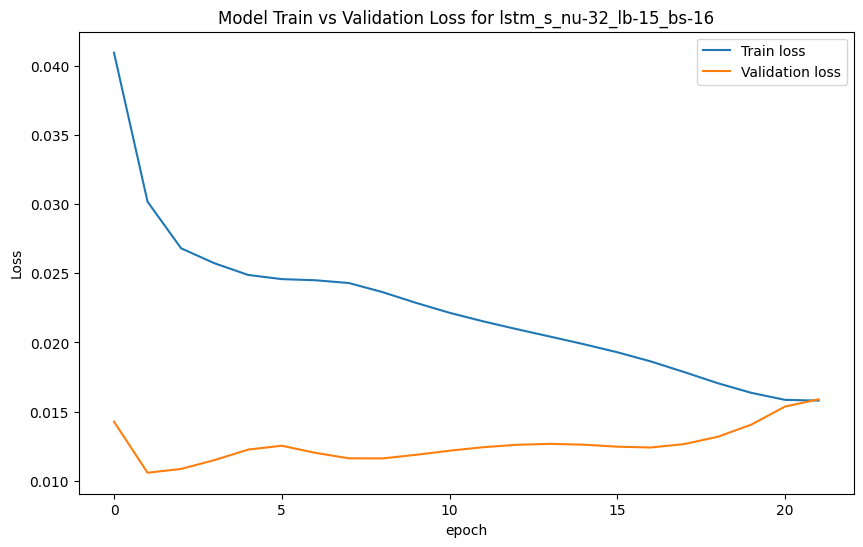 Model Train vs Validation Loss for lstm_s_nu-32_lb-15_bs-16
Train loss
Validation loss
0.040
0.035
0.030
0.025
0.020
0.015
0.010
Loss
0 5 10 15 20
epoch